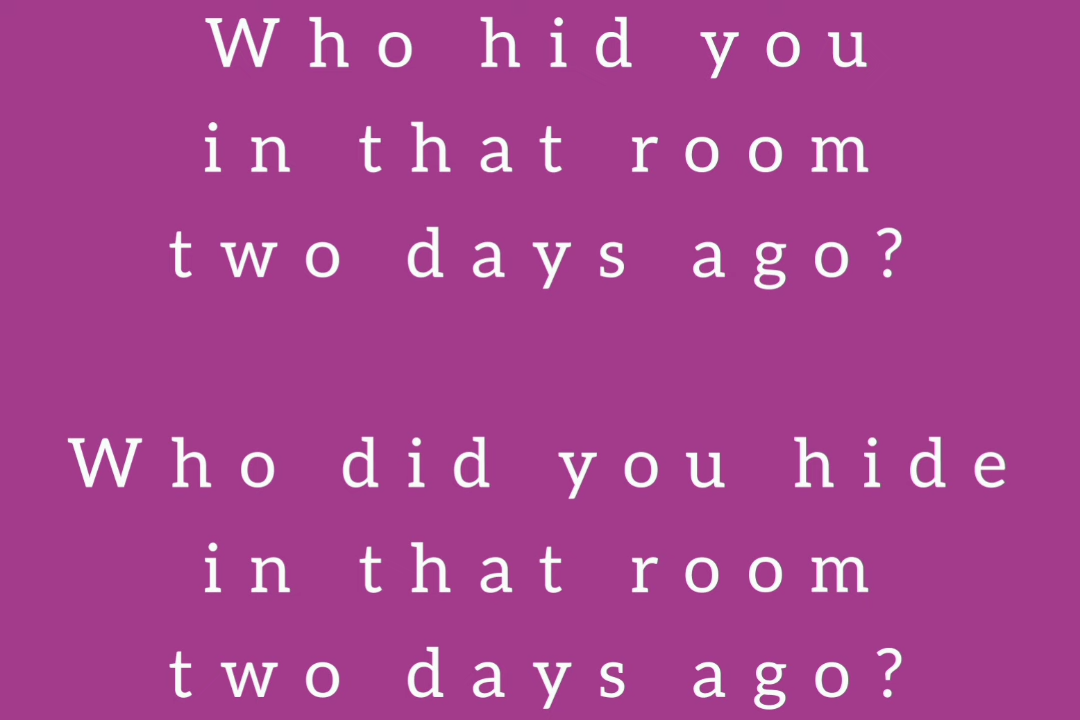 Who hid you
in that room
two days ago?
Who did you hide
in that room
two days ago?